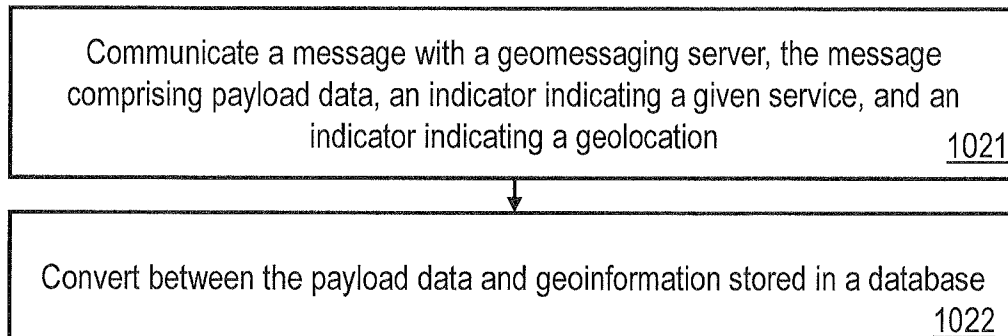 Communicate a message with a geomessaging server, the message
comprising payload data, an indicator indicating a given service, and an
indicator indicating a geolocation
1021
Convert between the payload data and geoinformation stored in a database
1022